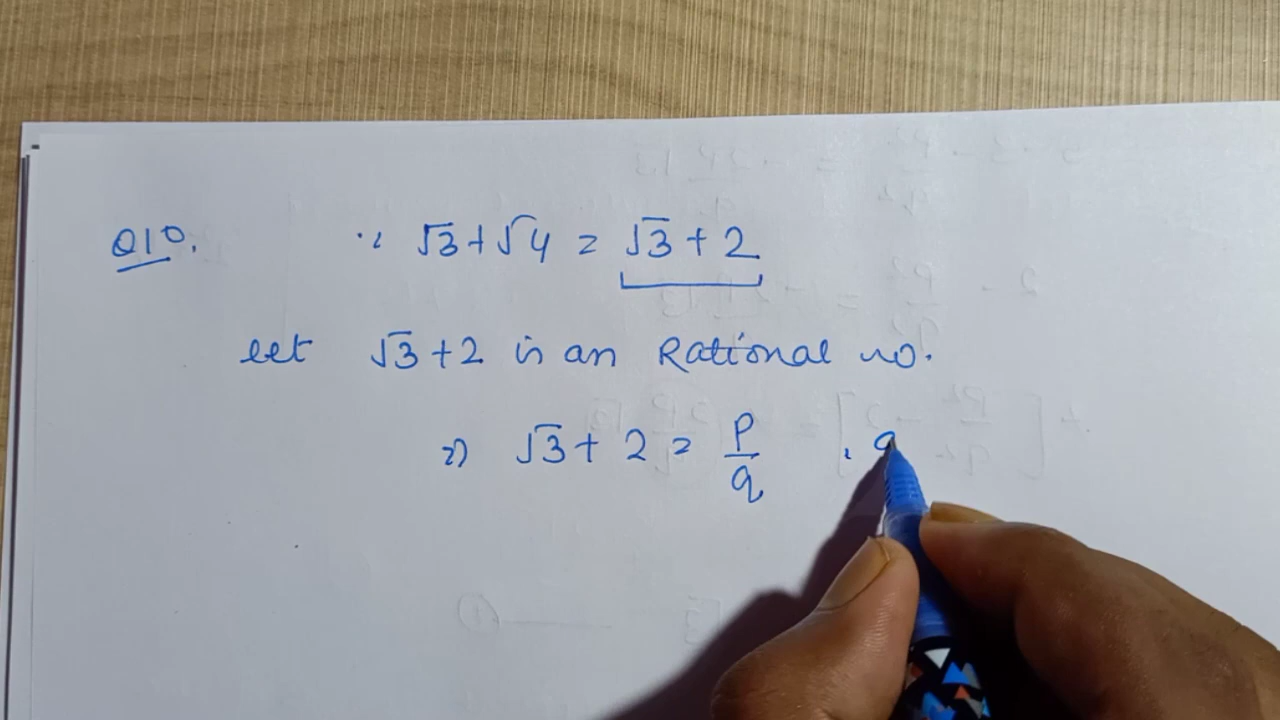 Q10. ∵ √3+√4 = √3+2
let √3+2 is an Rational no.
⇒ √3+2 = p/q , q